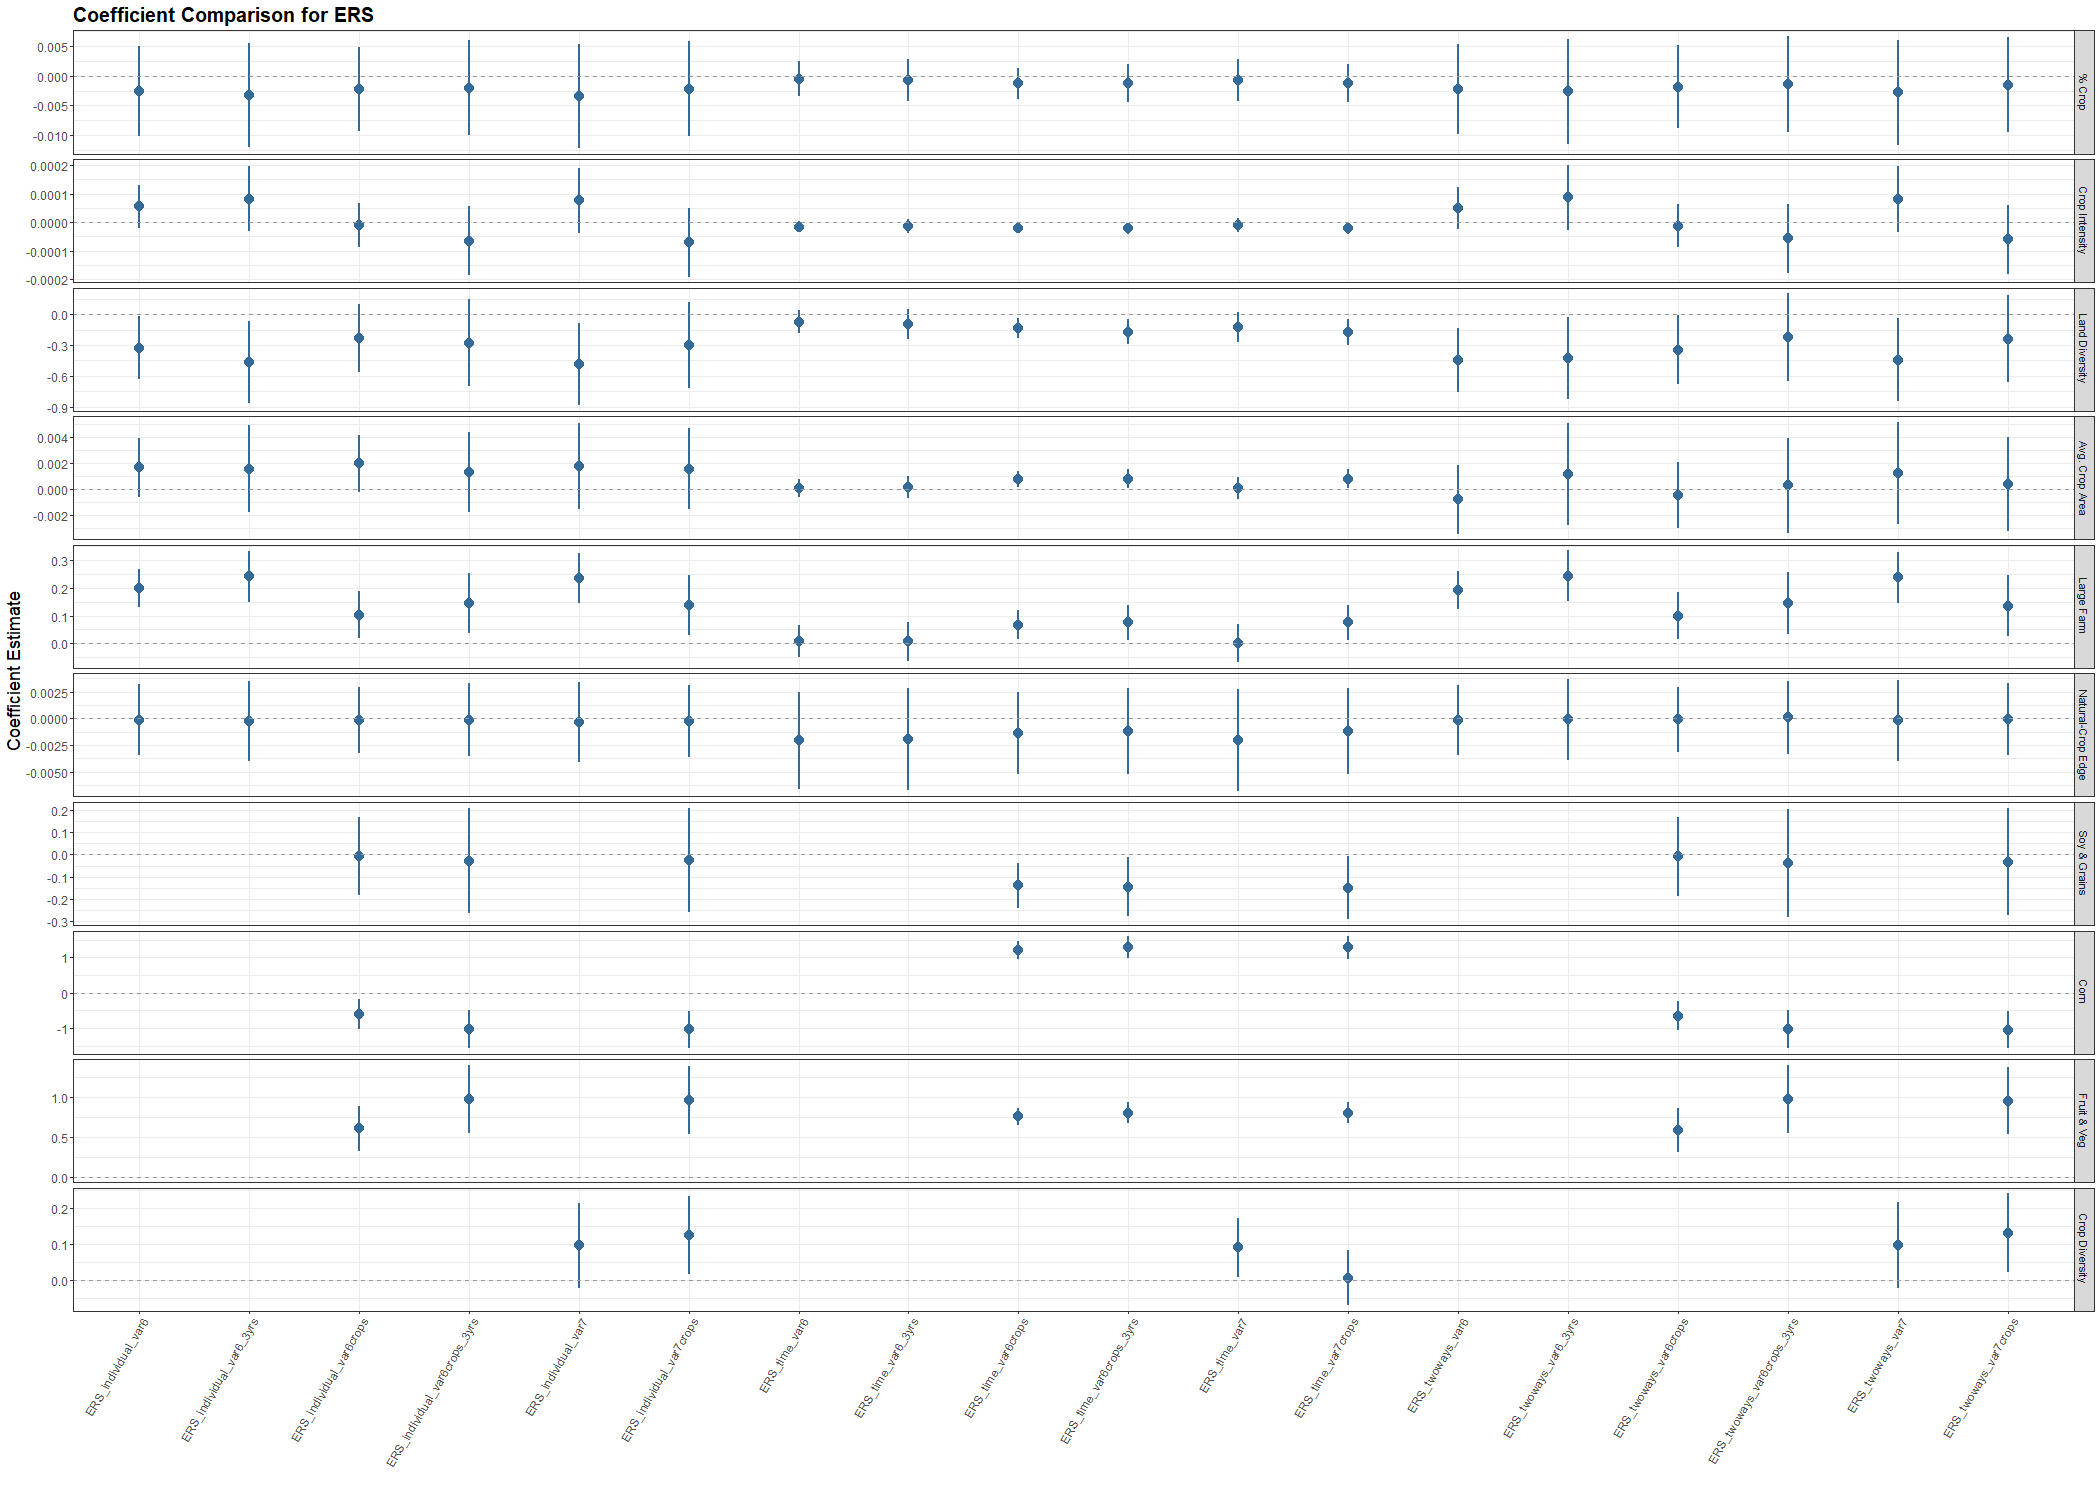 Coefficient Comparison for ERS
Coefficient Estimate
0.005
0.000
-0.005
-0.010
% Crop
0.0002
0.0001
0.0000
-0.0001
-0.0002
Crop Intensity
0.0
-0.3
-0.6
-0.9
Land Diversity
0.004
0.002
0.000
-0.002
Avg. Crop Area
0.3
0.2
0.1
0.0
Large Farm
0.0025
0.0000
-0.0025
-0.0050
Natural-Crop Edge
0.2
0.1
0.0
-0.1
-0.2
-0.3
Soy & Grains
1
0
-1
Corn
1.0
0.5
0.0
Fruit & Veg
0.2
0.1
0.0
Crop Diversity
ERS_individual_var6
ERS_individual_var6_3yrs
ERS_individual_var6crops
ERS_individual_var6crops_3yrs
ERS_individual_var7
ERS_individual_var7crops
ERS_time_var6
ERS_time_var6_3yrs
ERS_time_var6crops
ERS_time_var6crops_3yrs
ERS_time_var7
ERS_time_var7crops
ERS_twoways_var6
ERS_twoways_var6_3yrs
ERS_twoways_var6crops
ERS_twoways_var6crops_3yrs
ERS_twoways_var7
ERS_twoways_var7crops